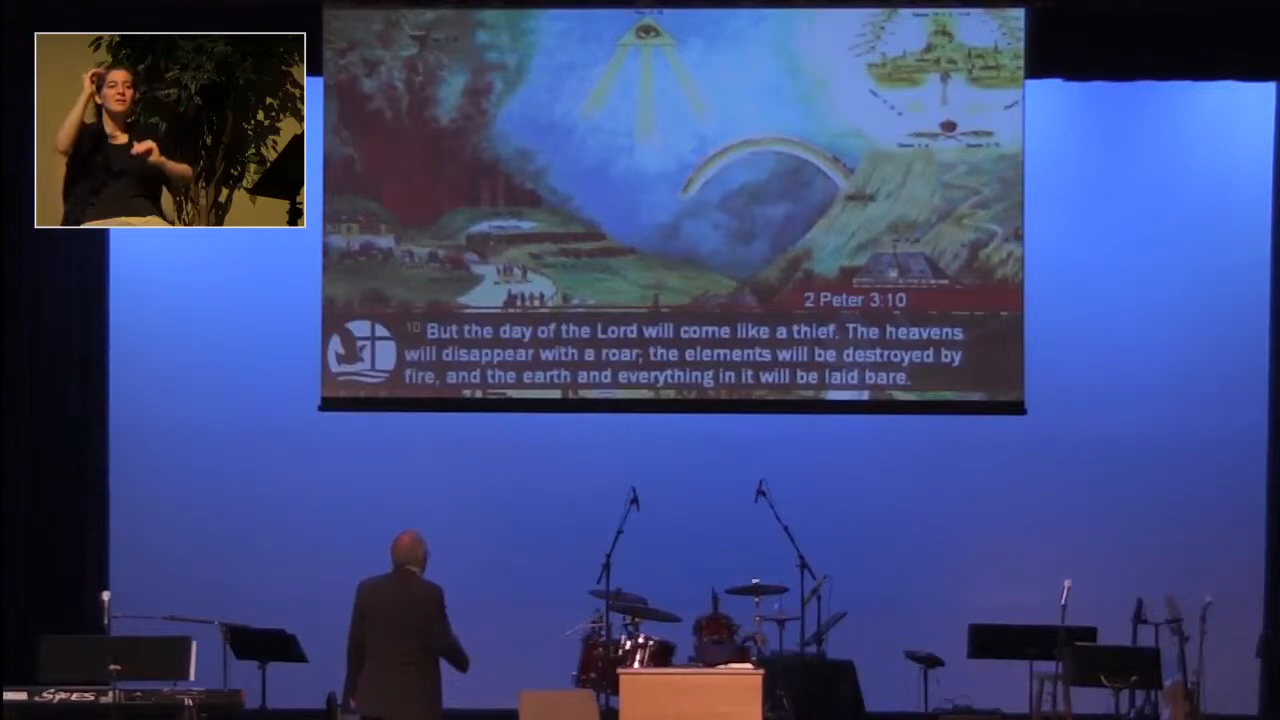 2 Peter 3:10
10 But the day of the Lord will come like a thief. The heavens
will disappear with a roar; the elements will be destroyed by
fire, and the earth and everything in it will be laid bare.